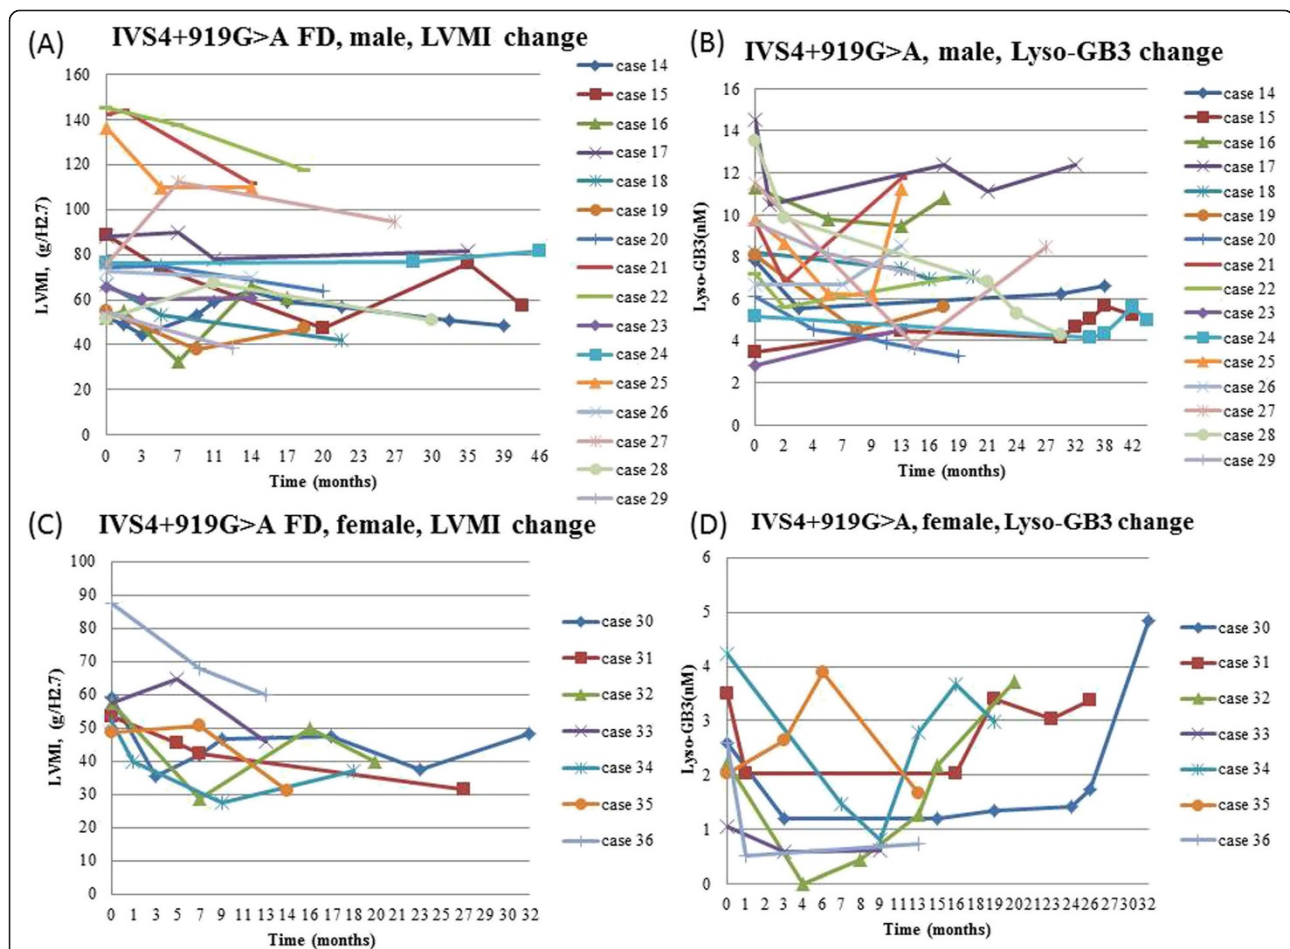 (A)
IVS4+919G>A FD, male, LVMI change
160
140
120
100
80
60
40
20
0
LVMI, (g/H2.7)
0 3 7 11 14 17 20 23 27 30 35 39 46
Time (months)
case 14
case 15
case 16
case 17
case 18
case 19
case 20
case 21
case 22
case 23
case 24
case 25
case 26
case 27
case 28
case 29
(B)
IVS4+919G>A, male, Lyso-GB3 change
16
14
12
10
8
6
4
2
0
Lyso-GB3(nM)
0 2 4 7 9 13 16 19 21 24 27 32 38 42
Time (months)
case 14
case 15
case 16
case 17
case 18
case 19
case 20
case 21
case 22
case 23
case 24
case 25
case 26
case 27
case 28
case 29
(C)
IVS4+919G>A FD, female, LVMI change
100
90
80
70
60
50
40
30
20
10
0
LVMI, (g/H2.7)
0 1 3 5 7 9 11 13 14 16 17 18 20 23 27 29 30 32
Time (months)
case 30
case 31
case 32
case 33
case 34
case 35
case 36
(D)
IVS4+919G>A, female, Lyso-GB3 change
6
5
4
3
2
1
0
Lyso-GB3(nM)
0 1 2 3 4 6 7 8 9 11 13 15 16 18 19 20 21 23 24 26 27 30 32
Time (months)
case 30
case 31
case 32
case 33
case 34
case 35
case 36